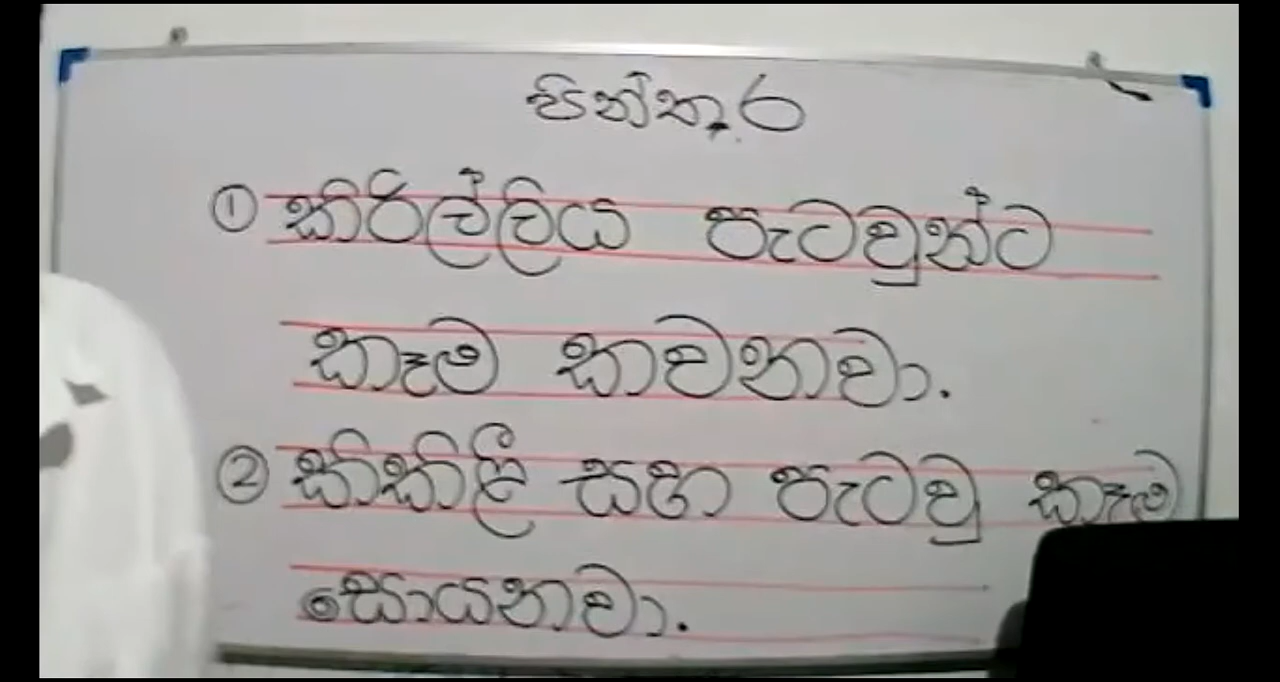 පින්තූර
① කිරිල්ලිය පැටවුන්ට
කෑම කවනවා.
② කිකිළී සහ පැටවු කෑම
සොයනවා.